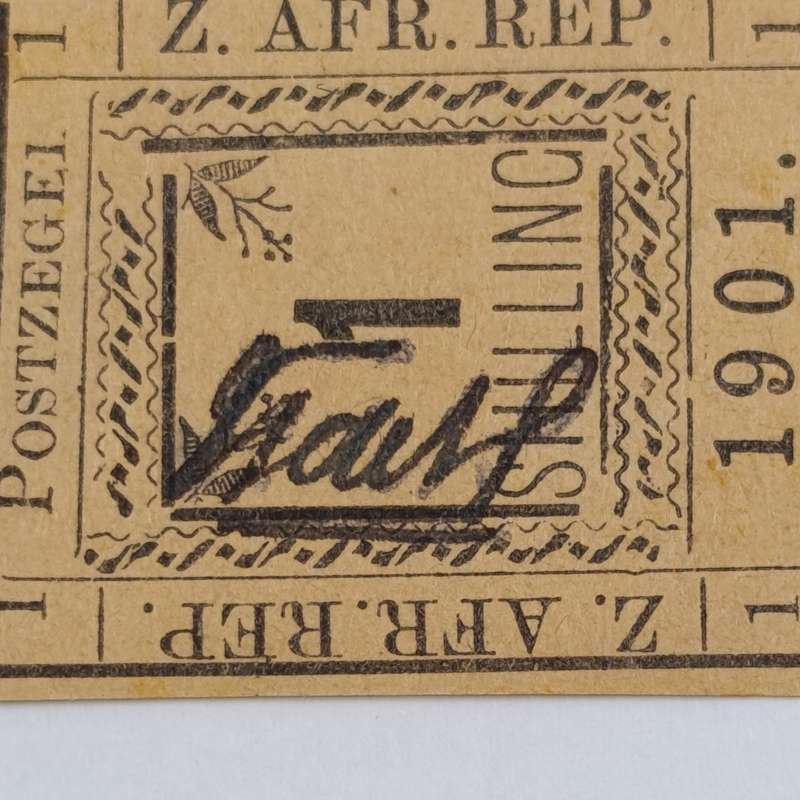 1 Z. AFR. REP. 1
POSTZEGEL
1
SHILLING
1901.
1 Z. AFR. REP. 1